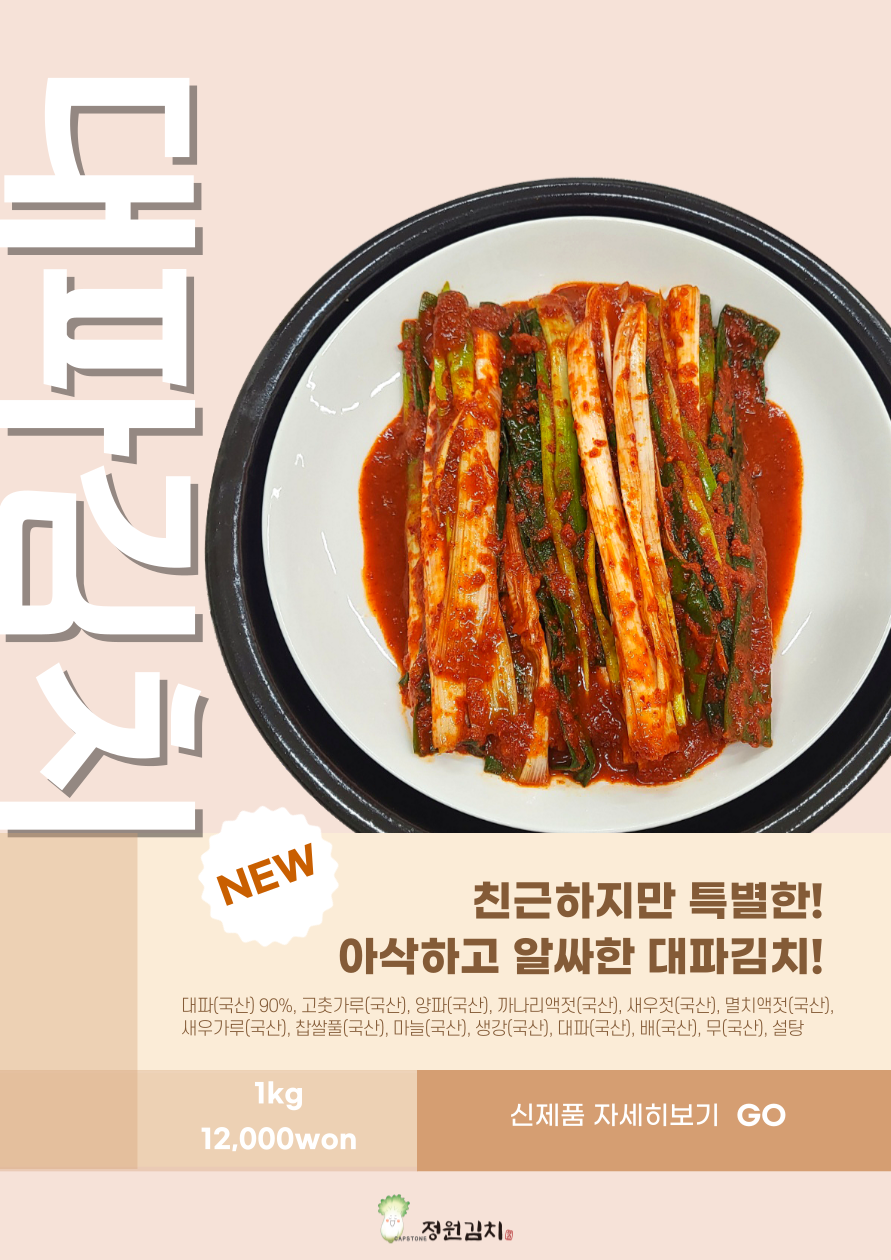 대파김치
NEW
친근하지만 특별한!
아삭하고 알싸한 대파김치!
대파(국산) 90%, 고춧가루(국산), 양파(국산), 까나리액젓(국산), 새우젓(국산), 멸치액젓(국산),
새우가루(국산), 찹쌀풀(국산), 마늘(국산), 생강(국산), 대파(국산), 배(국산), 무(국산), 설탕
1kg
12,000won
신제품 자세히보기 GO
CAPSTONE 정원김치